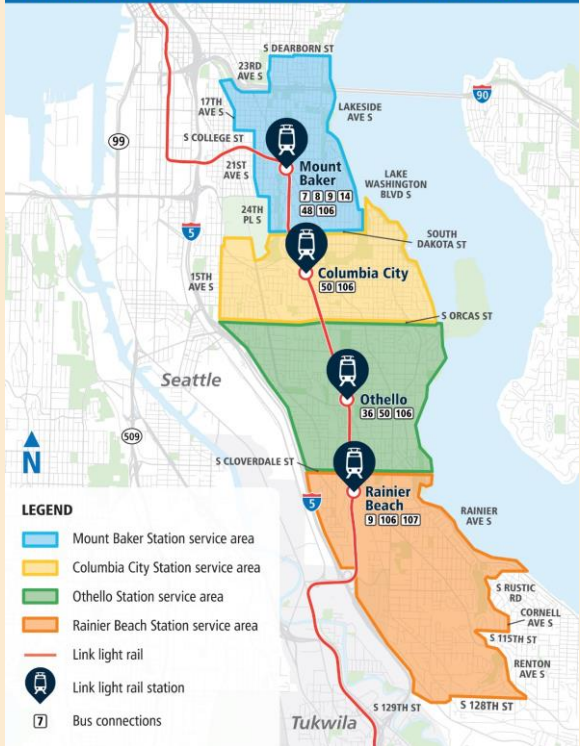 S DEARBORN ST
23RD
AVE S
90
17TH
AVE S
LAKESIDE
AVE S
S COLLEGE ST
99
Mount
Baker
21ST
AVE S
LAKE
WASHINGTON
BLVD S
7 8 9 14
48 106
24TH
PL S
5
SOUTH
DAKOTA ST
Columbia City
50 106
15TH
AVE S
S ORCAS ST
Seattle
Othello
36 50 106
509
N
S CLOVERDALE ST
5
Rainier
Beach
9 106 107
RAINIER
AVE S
S RUSTIC
RD
CORNELL
AVE S
S 115TH ST
RENTON
AVE S
S 129TH ST
S 128TH ST
Tukwila
LEGEND
Mount Baker Station service area
Columbia City Station service area
Othello Station service area
Rainier Beach Station service area
Link light rail
Link light rail station
7 Bus connections